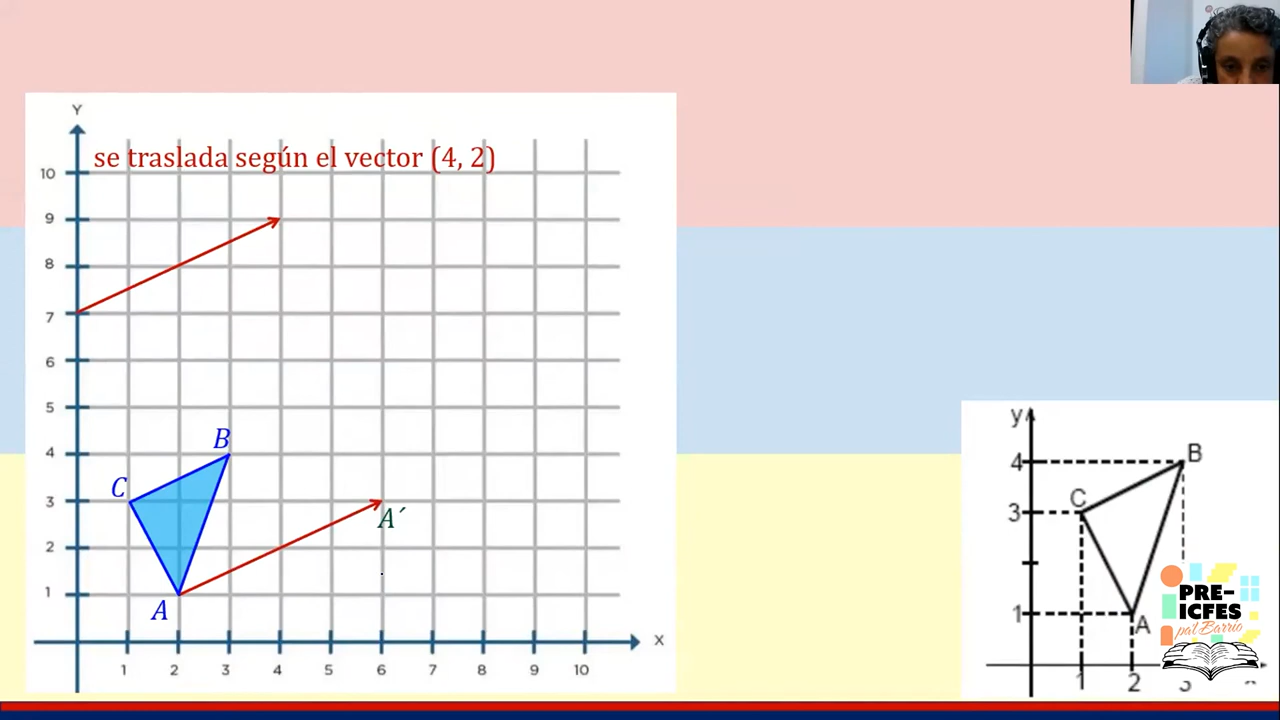 Y
se traslada según el vector (4, 2)
10
9
8
7
6
5
4
3
2
1
B
C
A´
A
X
1 2 3 4 5 6 7 8 9 10
y
4
B
C
3
1
A
1 2 3
x
PRE-
ICFES
pal Barrio